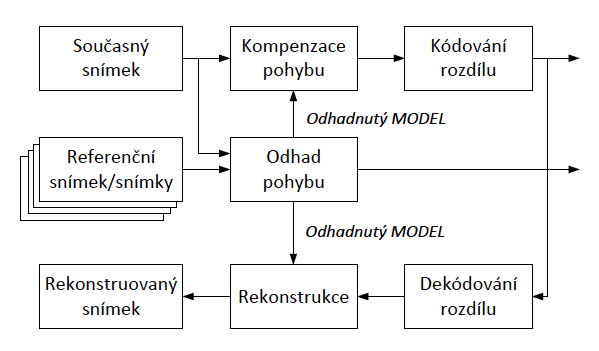 Současný
snímek
Kompenzace
pohybu
Kódování
rozdílu
Odhadnutý MODEL
Referenční
snímek/snímky
Odhad
pohybu
Odhadnutý MODEL
Rekonstruovaný
snímek
Rekonstrukce
Dekódování
rozdílu